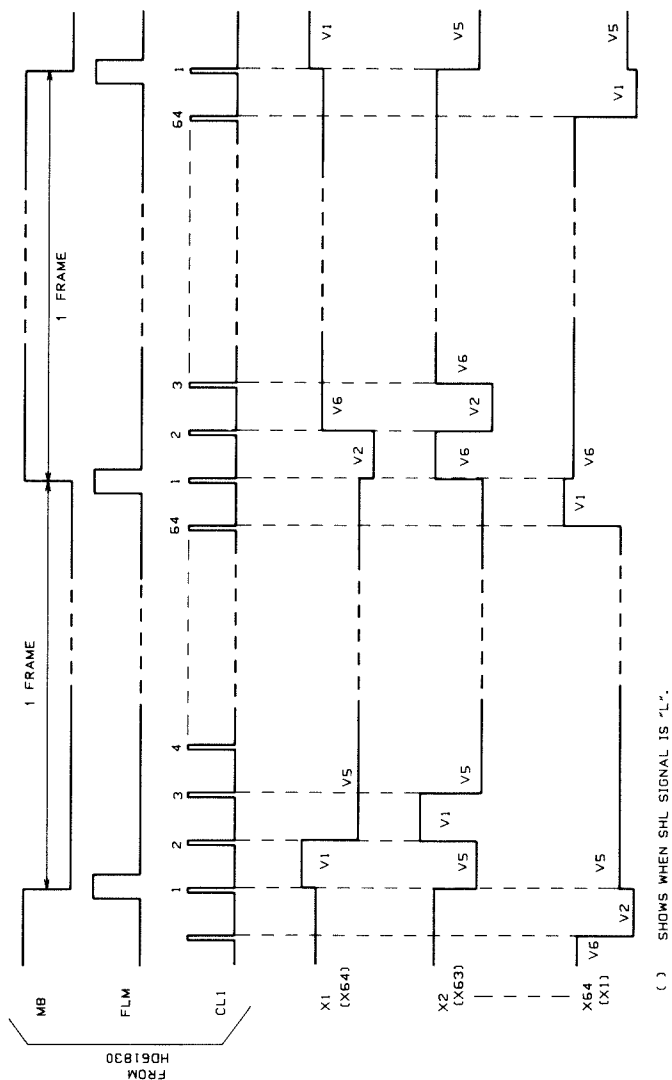 FROM
HD61830
MB
1 FRAME
1 FRAME
FLM
CL1
1 2 3 4 64 1 2 3 64 1
X1
(X64)
V1 V5 V2 V6 V1
X2
(X63)
V5 V1 V5 V6 V2 V6 V5
X64
(X1)
V6 V2 V5 V1 V6 V1 V5
( ) SHOWS WHEN SHL SIGNAL IS "L".